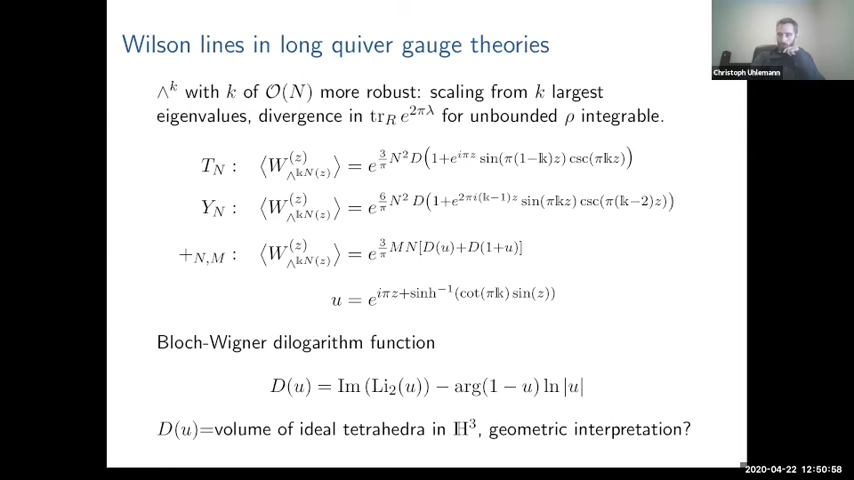 Wilson lines in long quiver gauge theories
Christoph Uhlemann
∧^k with k of 𝒪(N) more robust: scaling from k largest
eigenvalues, divergence in tr_R e^{2πλ} for unbounded ρ integrable.
T_N : ⟨W^{(z)}_{∧^{𝕜N(z)}}⟩ = e^{\frac{3}{π}N²D(1+e^{iπz} sin(π(1−𝕜)z) csc(π𝕜z))}
Y_N : ⟨W^{(z)}_{∧^{𝕜N(z)}}⟩ = e^{\frac{6}{π}N² D(1+e^{2πi(𝕜−1)z} sin(π𝕜z) csc(π(𝕜−2)z))}
+_{N,M} : ⟨W^{(z)}_{∧^{𝕜N(z)}}⟩ = e^{\frac{3}{π}MN[D(u)+D(1+u)]}
u = e^{iπz+sinh^{−1}(cot(π𝕜) sin(z))}
Bloch-Wigner dilogarithm function
D(u) = Im (Li₂(u)) − arg(1 − u) ln |u|
D(u)=volume of ideal tetrahedra in ℍ³, geometric interpretation?
2020-04-22 12:50:58